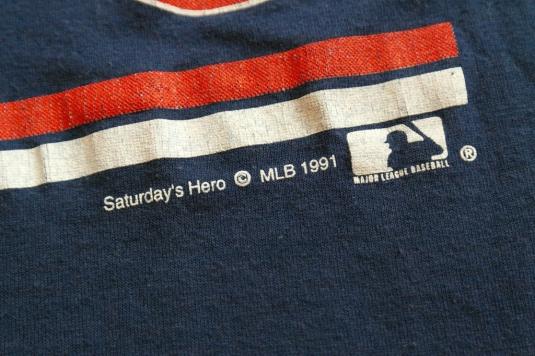 Saturday's Hero © MLB 1991
MAJOR LEAGUE BASEBALL ®